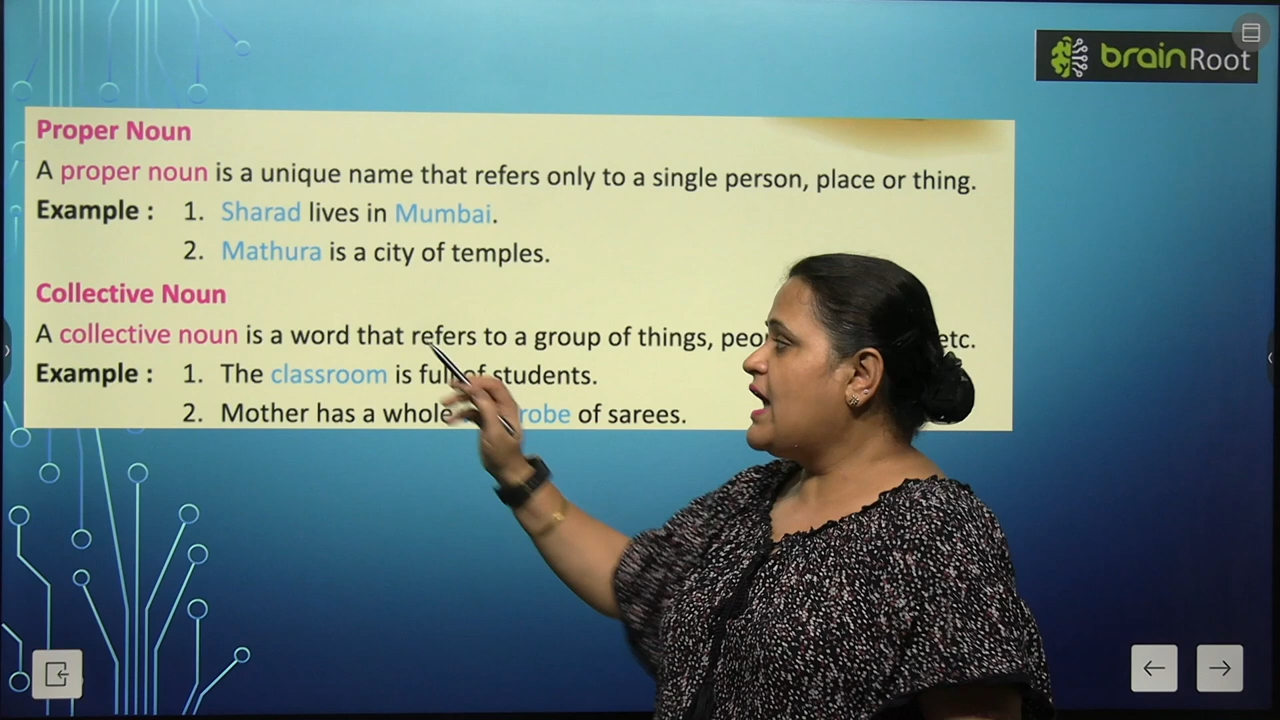 brainRoot
Proper Noun
A proper noun is a unique name that refers only to a single person, place or thing.
Example : 1. Sharad lives in Mumbai.
2. Mathura is a city of temples.
Collective Noun
A collective noun is a word that refers to a group of things, etc.
Example : 1. The classroom is full of students.
2. Mother has a whole of sarees.